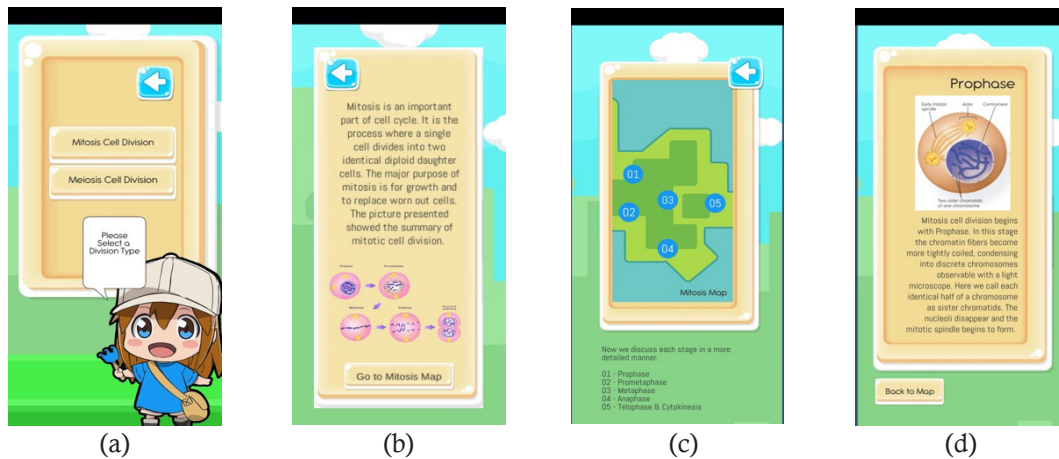 Mitosis Cell Division
Meiosis Cell Division
Please
Select a
Division Type
(a)
Mitosis is an important
part of cell cycle. It is the
process where a single
cell divides into two
identical diploid daughter
cells. The major purpose of
mitosis is for growth and
to replace worn out cells.
The picture presented
showed the summary of
mitotic cell division.
Prophase
Prometaphase
Metaphase
Anaphase
Go to Mitosis Map
(b)
01
02
03
04
05
Mitosis Map
Now we discuss each stage in a more
detailed manner.
01 - Prophase
02 - Prometaphase
03 - Metaphase
04 - Anaphase
05 - Telophase & Cytokinesis
(c)
Prophase
Early mitotic
spindle
Aster
Centromere
Two sister chromatids
of one chromosome
Mitosis cell division begins
with Prophase. In this stage
the chromatin fibers become
more tightly coiled, condensing
into discrete chromosomes
observable with a light
microscope. Here we call each
identical half of a chromosome
as sister chromatids. The
nucleoli disappear and the
mitotic spindle begins to form.
Back to Map
(d)